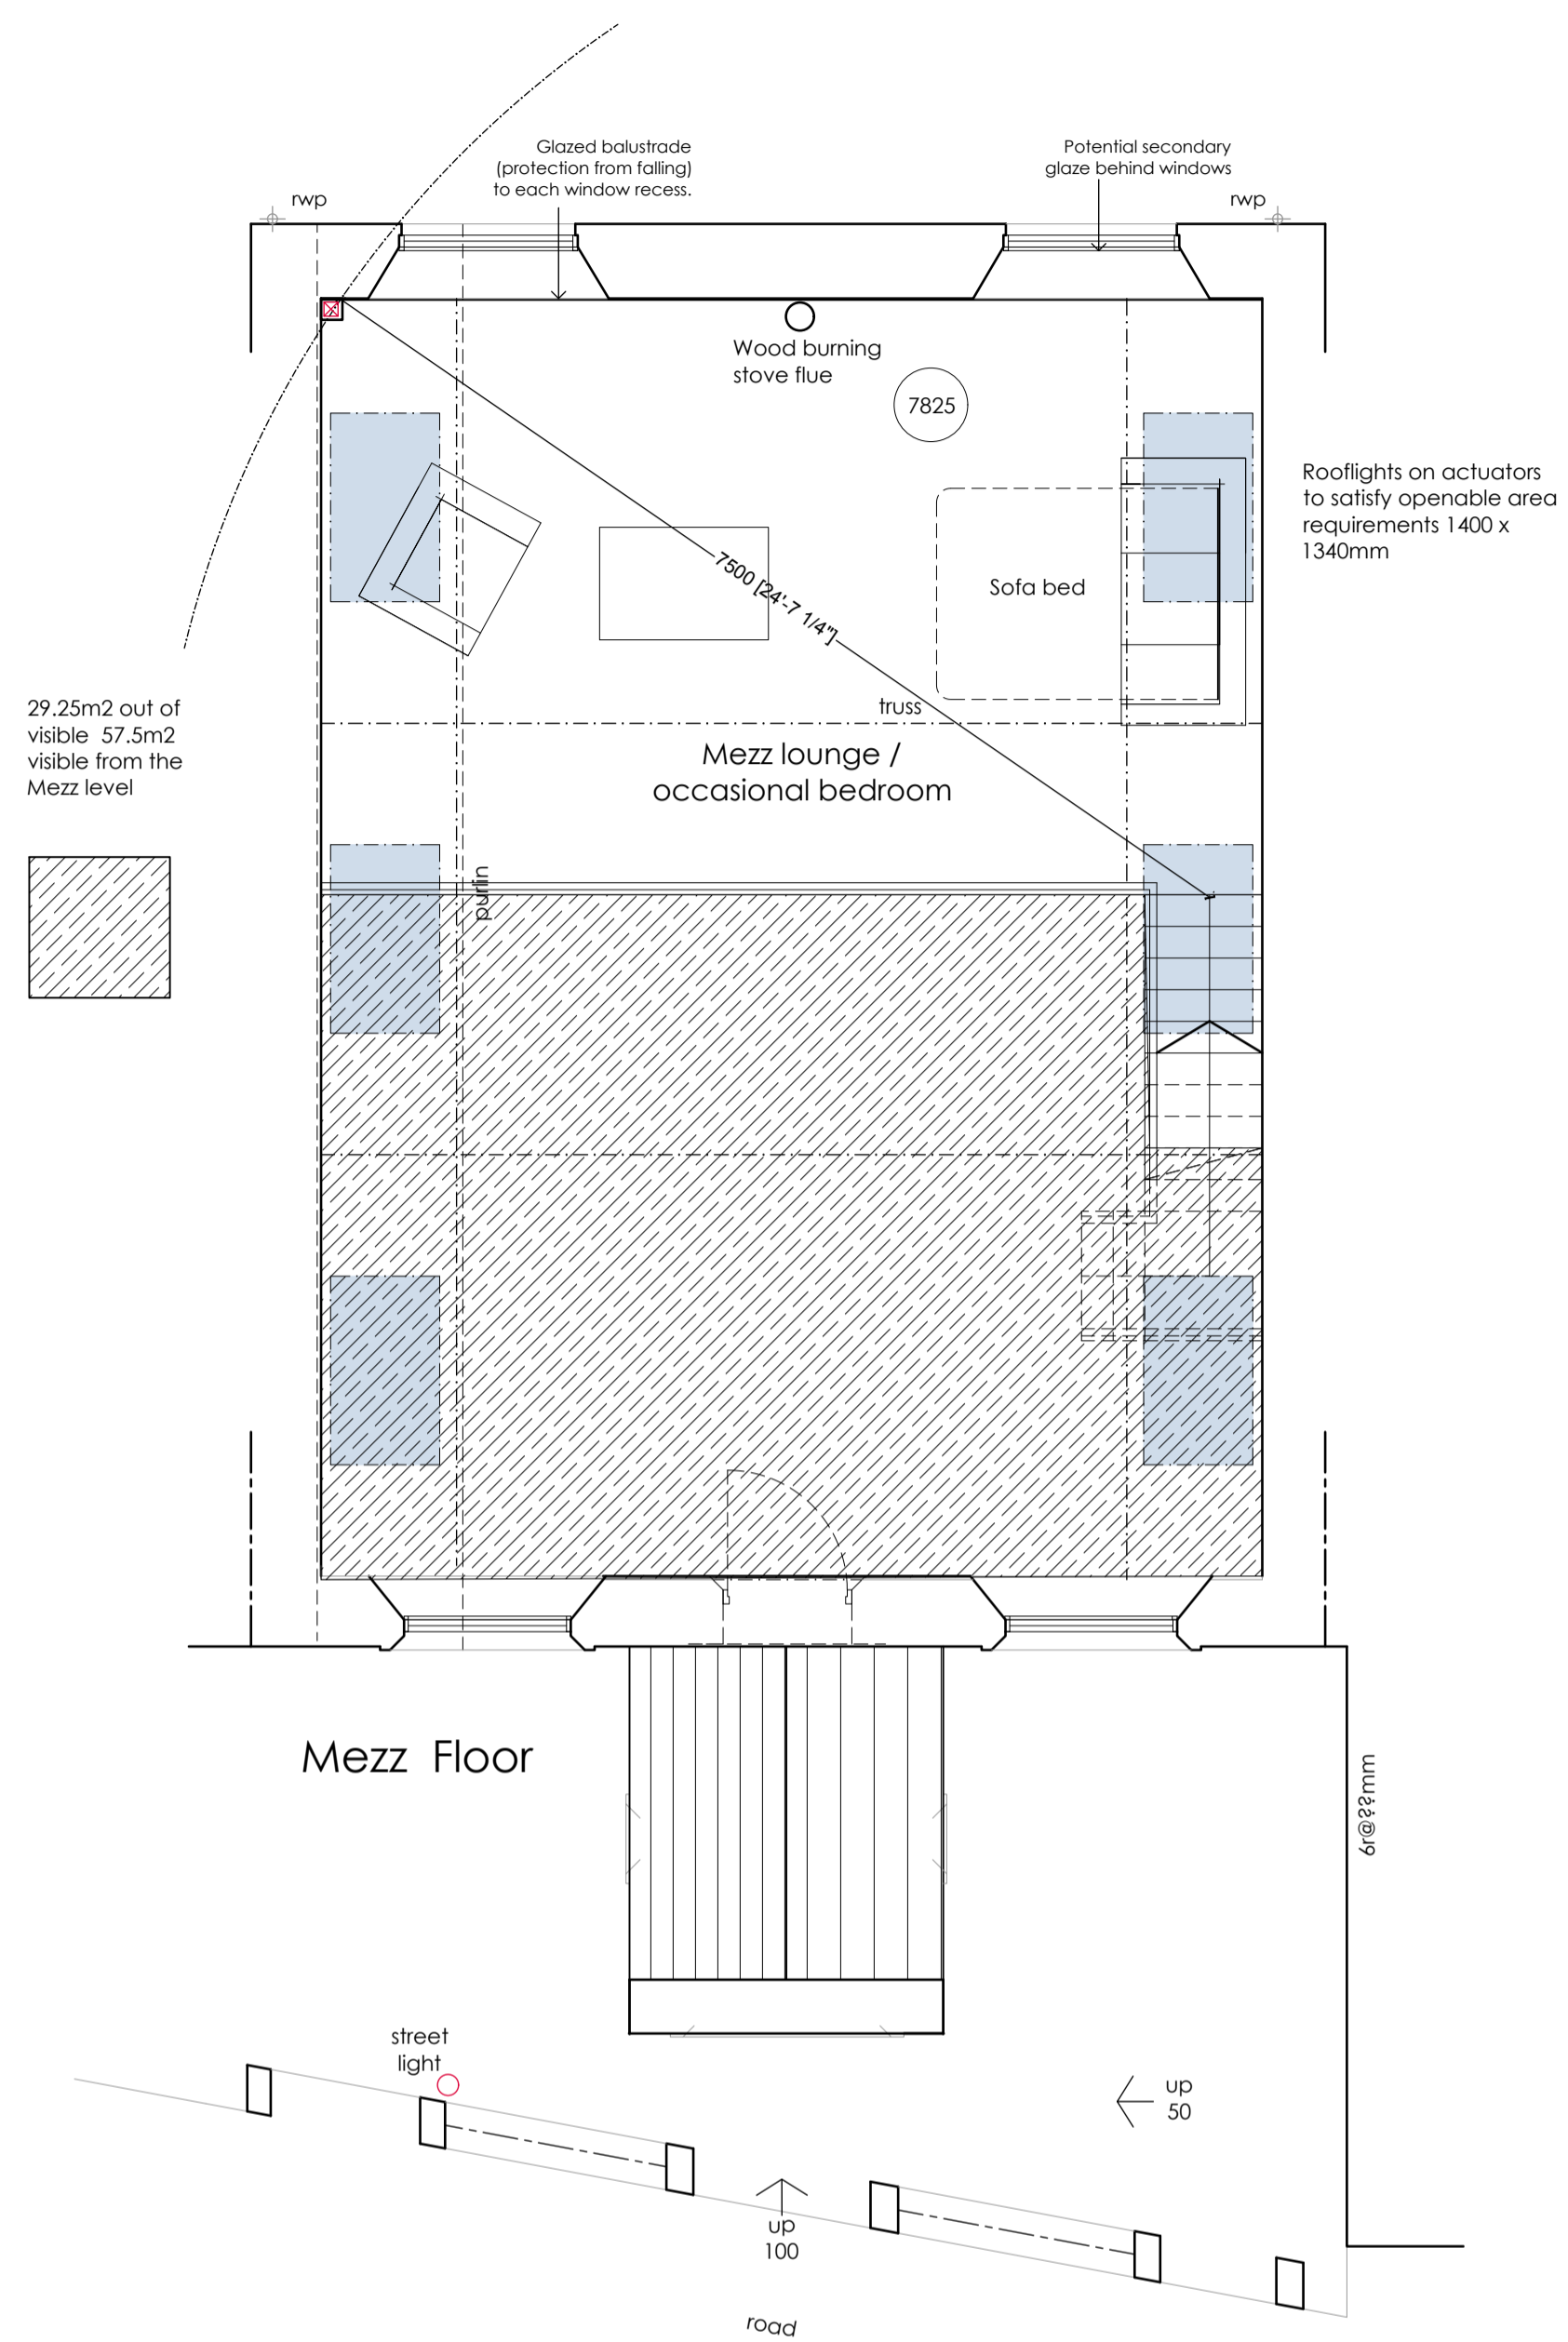 Glazed balustrade
(protection from falling)
to each window recess.
Potential secondary
glaze behind windows
rwp
rwp
Wood burning
stove flue
7825
Rooflights on actuators
to satisfy openable area
requirements 1400 x
1340mm
7500 [24'-7 1/4"]
Sofa bed
truss
29.25m2 out of
visible 57.5m2
visible from the
Mezz level
Mezz lounge /
occasional bedroom
purlin
Mezz Floor
6r@??mm
street
light
up
50
up
100
road